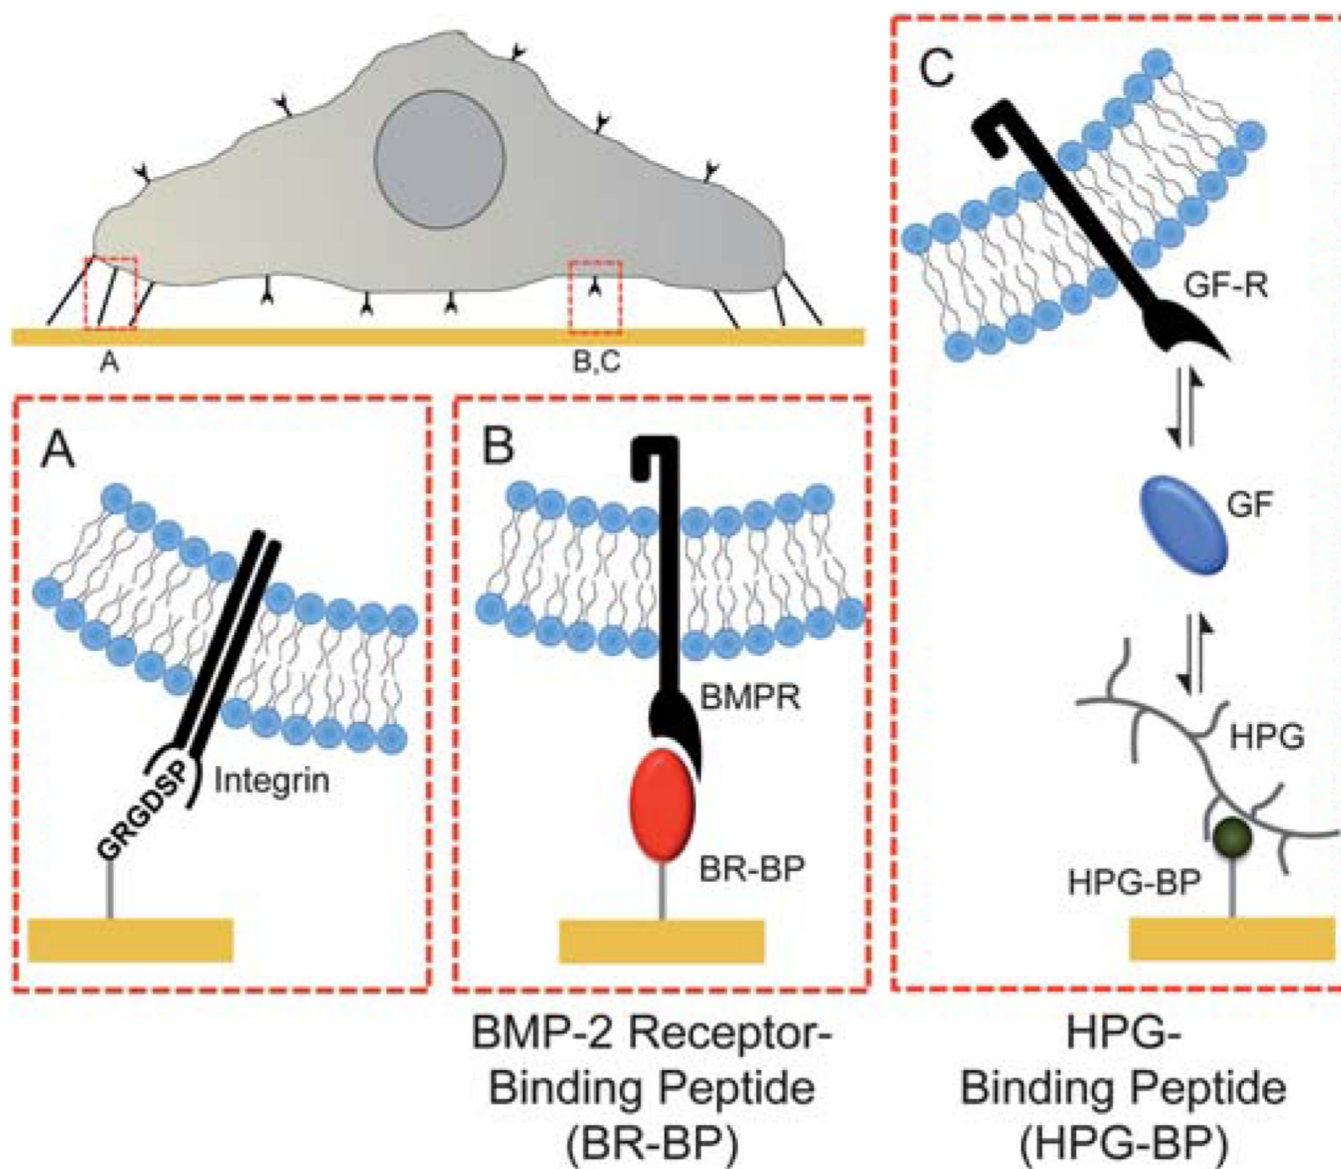 A
B,C
A
GRGDSP
Integrin
B
BMPR
BR-BP
BMP-2 Receptor-
Binding Peptide
(BR-BP)
C
GF-R
GF
HPG
HPG-BP
HPG-
Binding Peptide
(HPG-BP)